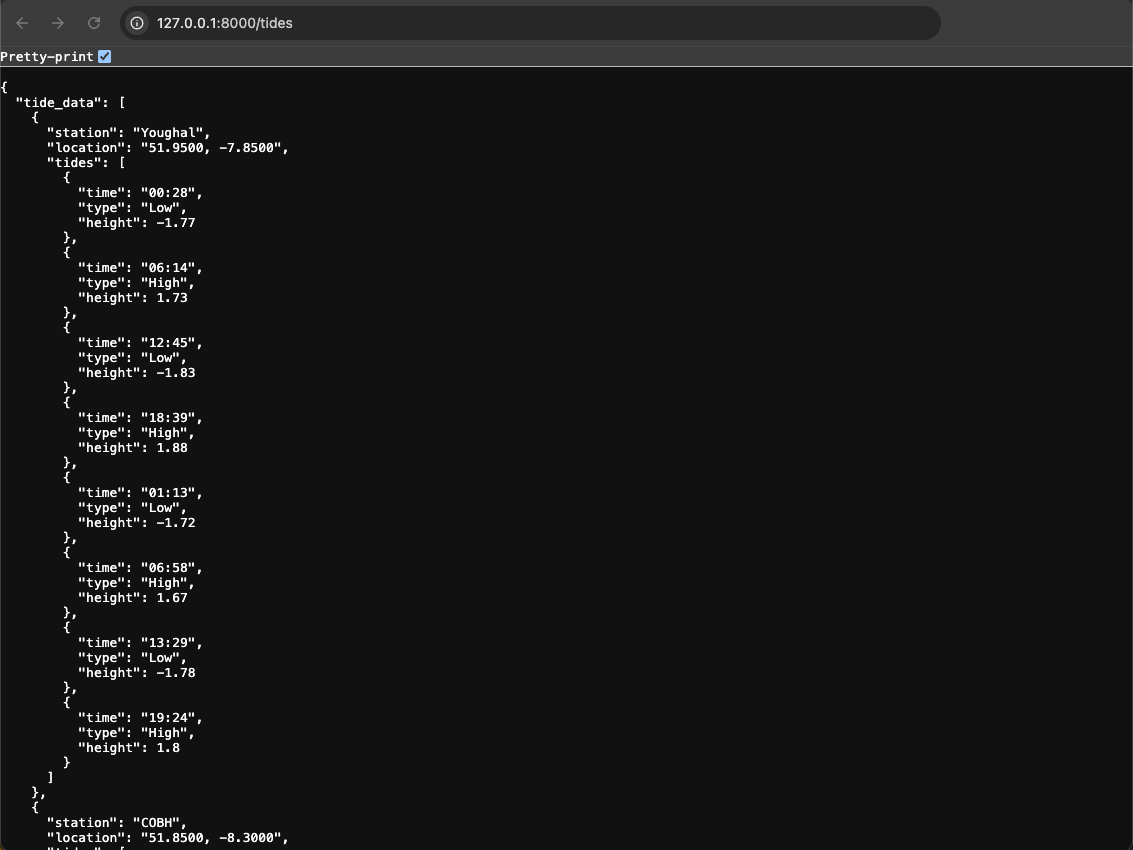 127.0.0.1:8000/tides
Pretty-print
{
  "tide_data": [
    {
      "station": "Youghal",
      "location": "51.9500, -7.8500",
      "tides": [
        {
          "time": "00:28",
          "type": "Low",
          "height": -1.77
        },
        {
          "time": "06:14",
          "type": "High",
          "height": 1.73
        },
        {
          "time": "12:45",
          "type": "Low",
          "height": -1.83
        },
        {
          "time": "18:39",
          "type": "High",
          "height": 1.88
        },
        {
          "time": "01:13",
          "type": "Low",
          "height": -1.72
        },
        {
          "time": "06:58",
          "type": "High",
          "height": 1.67
        },
        {
          "time": "13:29",
          "type": "Low",
          "height": -1.78
        },
        {
          "time": "19:24",
          "type": "High",
          "height": 1.8
        }
      ]
    },
    {
      "station": "COBH",
      "location": "51.8500, -8.3000",